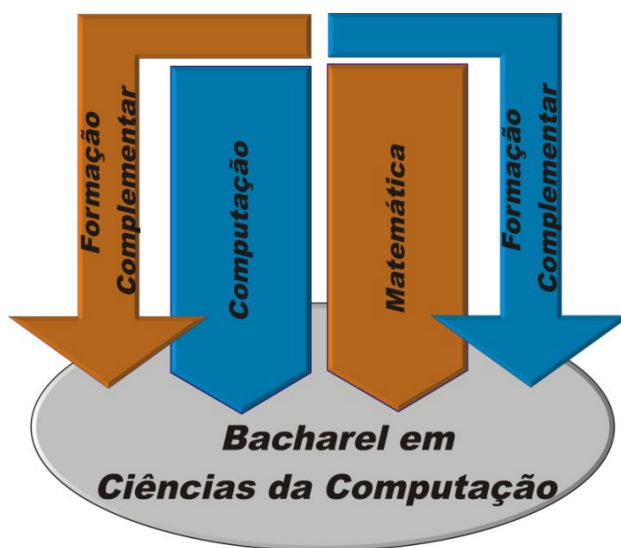 Formação
Complementar
Computação
Matemática
Formação
Complementar
Bacharel em
Ciências da Computação